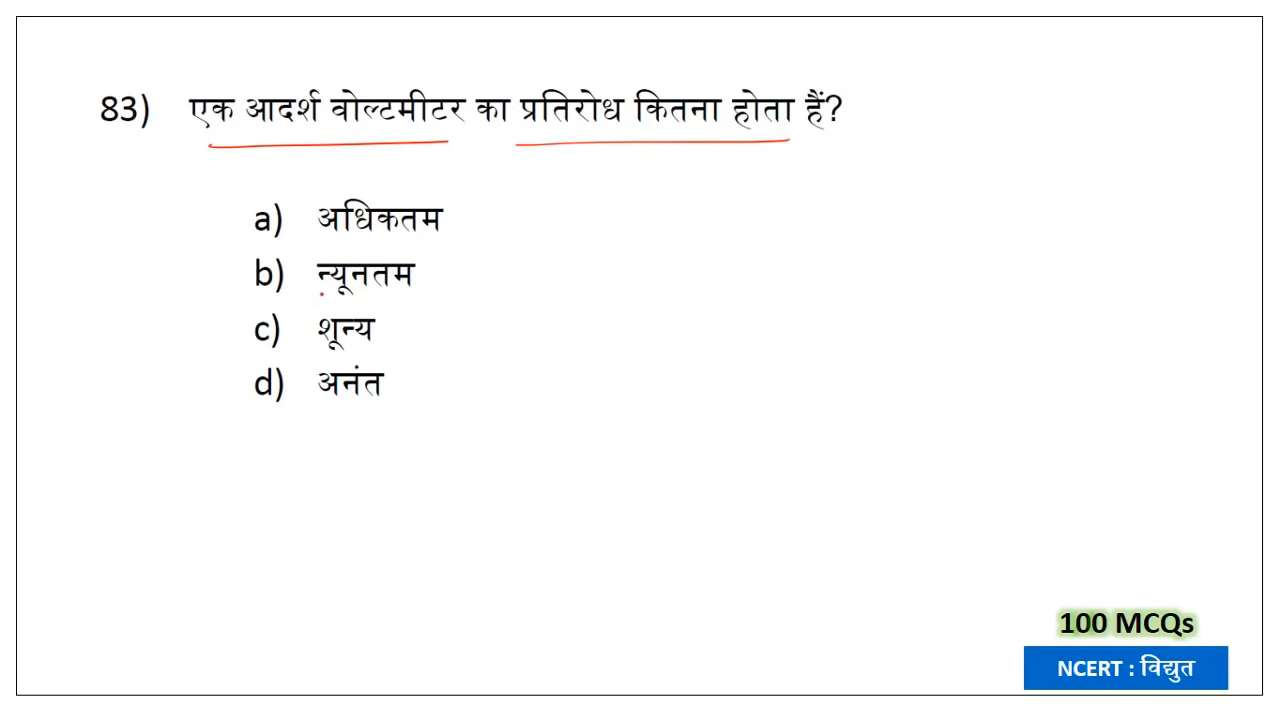 83) एक आदर्श वोल्टमीटर का प्रतिरोध कितना होता हैं?
a) अधिकतम
b) न्यूनतम
c) शून्य
d) अनंत
100 MCQs
NCERT : विद्युत